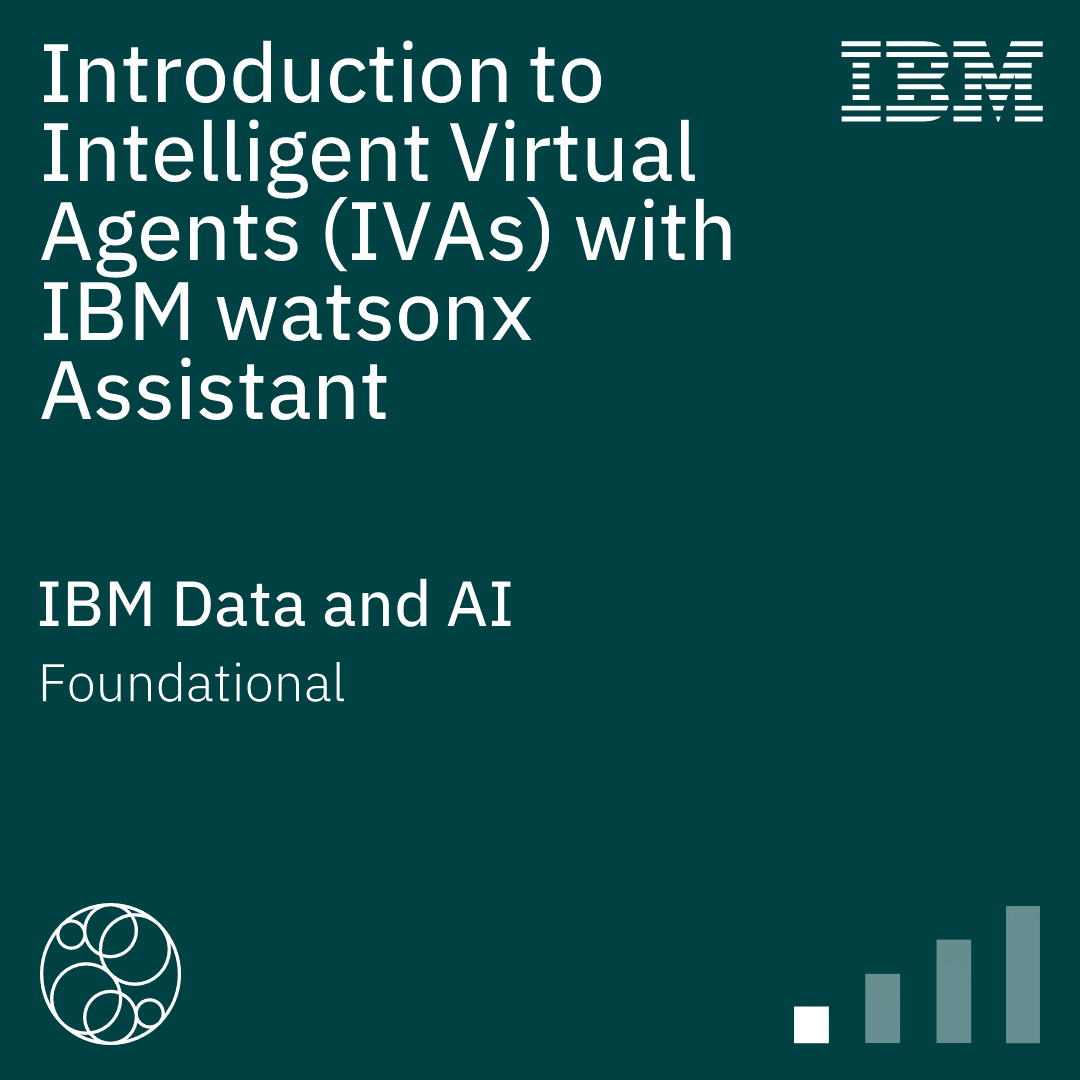 Introduction to
Intelligent Virtual
Agents (IVAs) with
IBM watsonx
Assistant
IBM
IBM Data and AI
Foundational